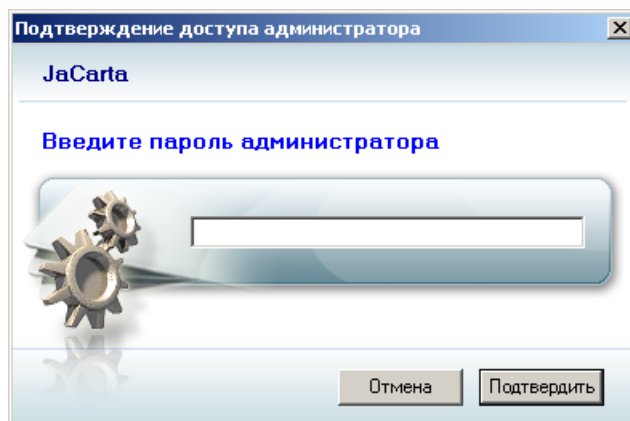 Подтверждение доступа администратора
JaCarta
Введите пароль администратора
Отмена Подтвердить